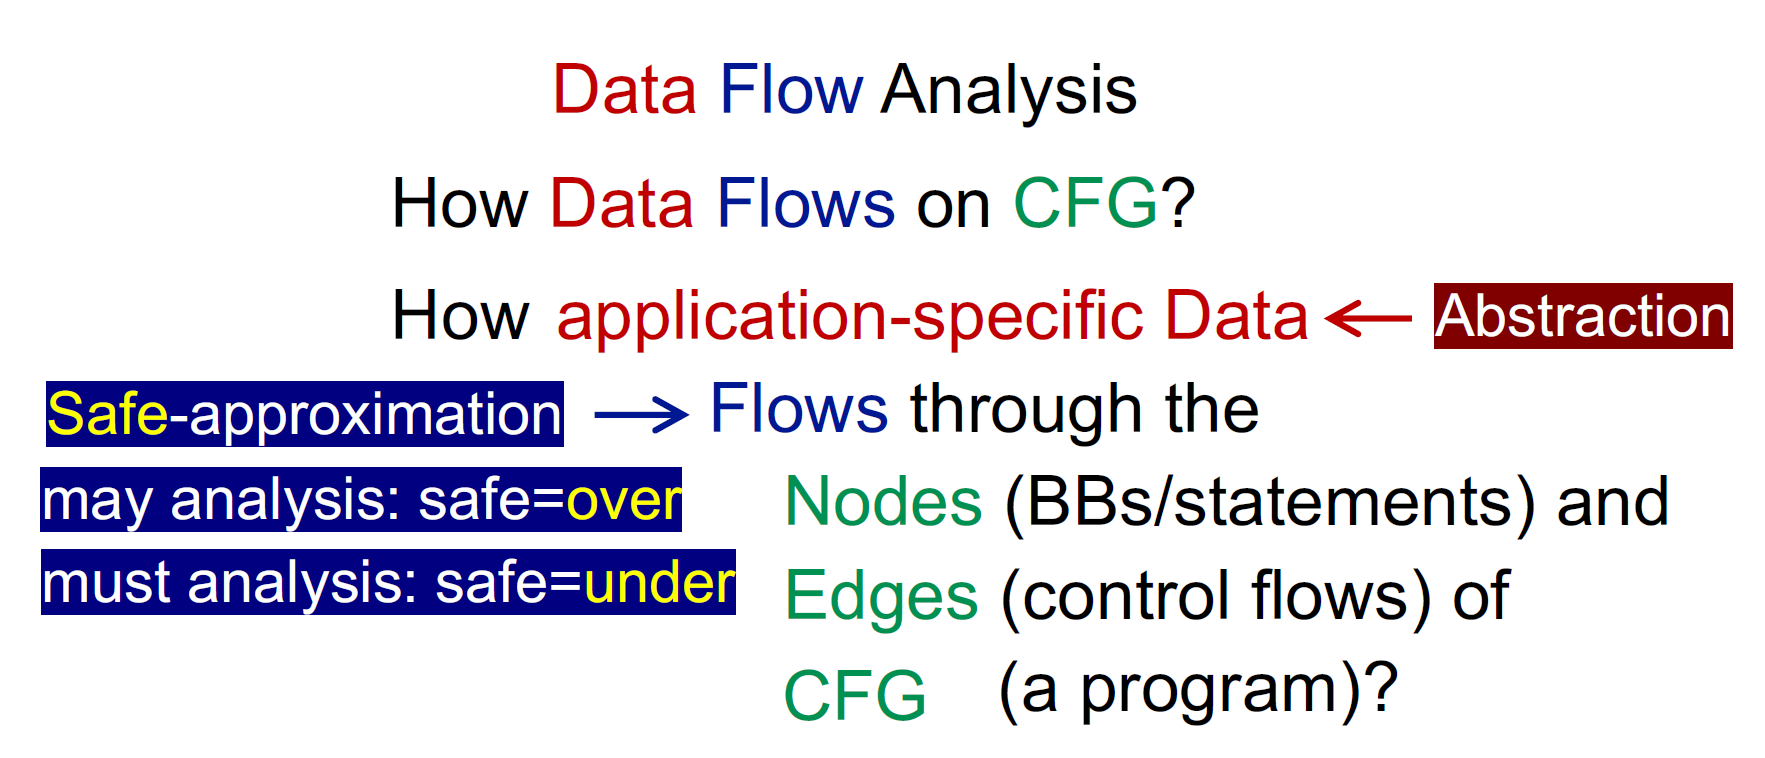 Data Flow Analysis
How Data Flows on CFG?
How application-specific Data
Abstraction
Safe-approximation
Flows through the
may analysis: safe=over
Nodes (BBs/statements) and
must analysis: safe=under
Edges (control flows) of
CFG (a program)?